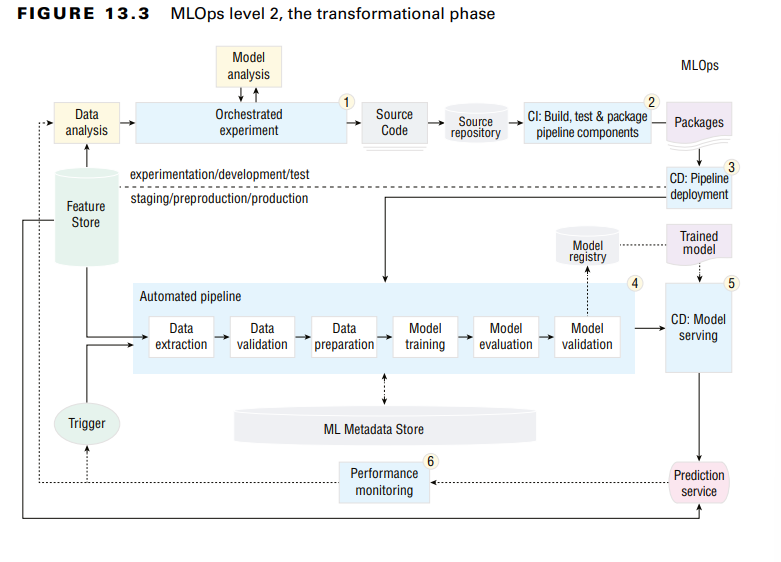 FIGURE 13.3 MLOps level 2, the transformational phase
Model
analysis
MLOps
Data
analysis
Orchestrated
experiment
1
Source
Code
Source
repository
CI: Build, test & package
pipeline components
2
Packages
experimentation/development/test
staging/preproduction/production
CD: Pipeline
deployment
3
Feature
Store
Model
registry
Trained
model
Automated pipeline
4
5
Data
extraction
Data
validation
Data
preparation
Model
training
Model
evaluation
Model
validation
CD: Model
serving
Trigger
ML Metadata Store
Performance
monitoring
6
Prediction
service